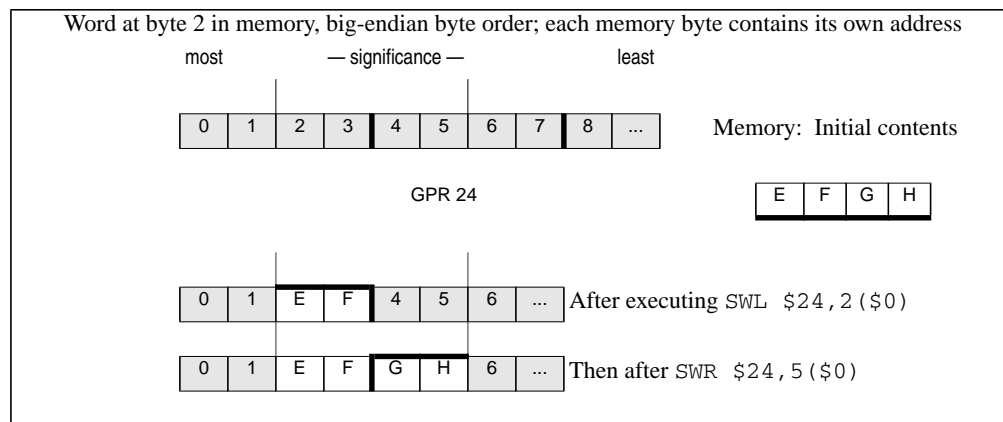 Word at byte 2 in memory, big-endian byte order; each memory byte contains its own address
most — significance — least
0 1 2 3 4 5 6 7 8 ... Memory: Initial contents
GPR 24 E F G H
0 1 E F 4 5 6 ... After executing SWL $24,2($0)
0 1 E F G H 6 ... Then after SWR $24,5($0)